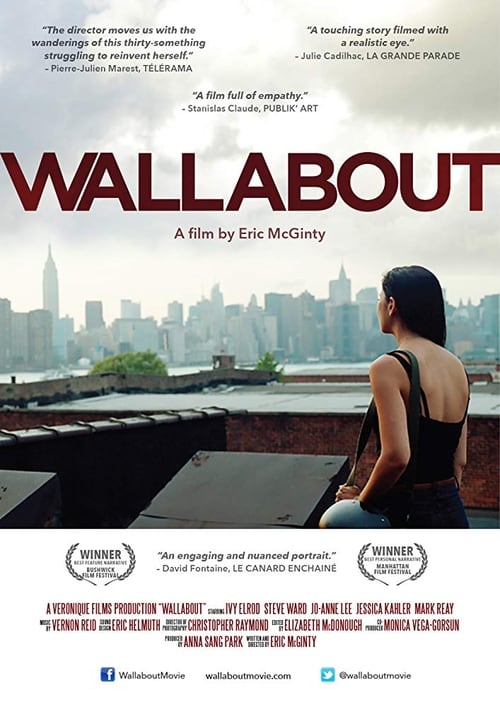 "The director moves us with the
wanderings of this thirty-something
struggling to reinvent herself."
– Pierre-Julien Marest, TÉLÉRAMA
"A touching story filmed with
a realistic eye."
– Julie Cadilhac, LA GRANDE PARADE
"A film full of empathy."
– Stanislas Claude, PUBLIK' ART
WALLABOUT
A film by Eric McGinty
WINNER
BEST FEATURE NARRATIVE
BUSHWICK
FILM FESTIVAL
"An engaging and nuanced portrait."
– David Fontaine, LE CANARD ENCHAINÉ
WINNER
BEST PERSONAL NARRATIVE
MANHATTAN
FILM FESTIVAL
A VERONIQUE FILMS PRODUCTION "WALLABOUT" STARRING IVY ELROD STEVE WARD JO-ANNE LEE JESSICA KAHLER MARK REAY
MUSIC BY VERNON REID SOUND DESIGN ERIC HELMUTH DIRECTOR OF PHOTOGRAPHY CHRISTOPHER RAYMOND EDITED BY ELIZABETH McDONOUGH CO-PRODUCER MONICA VEGA-GORSUN
PRODUCED BY ANNA SANG PARK WRITTEN AND DIRECTED BY ERIC McGINTY
WallaboutMovie
wallaboutmovie.com
@wallaboutmovie